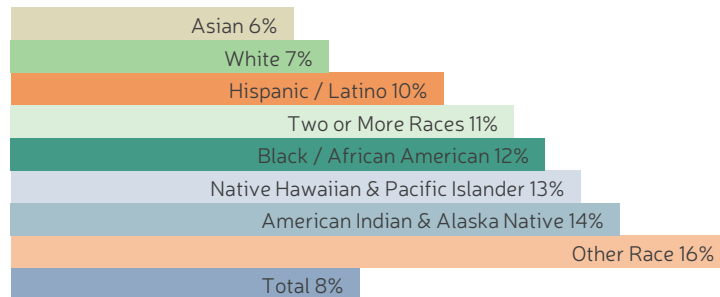 Asian 6%
White 7%
Hispanic / Latino 10%
Two or More Races 11%
Black / African American 12%
Native Hawaiian & Pacific Islander 13%
American Indian & Alaska Native 14%
Other Race 16%
Total 8%